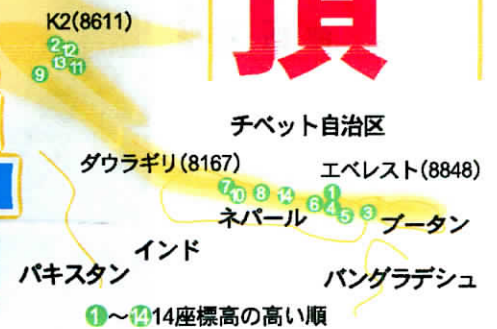 K2(8611)
頂
2 12
13 11
9
チベット自治区
ダウラギリ(8167)
エベレスト(8848)
7 10 8 14 6 1 4 5 3
ネパール
ブータン
インド
パキスタン
バングラデシュ
1〜14 14座標高の高い順